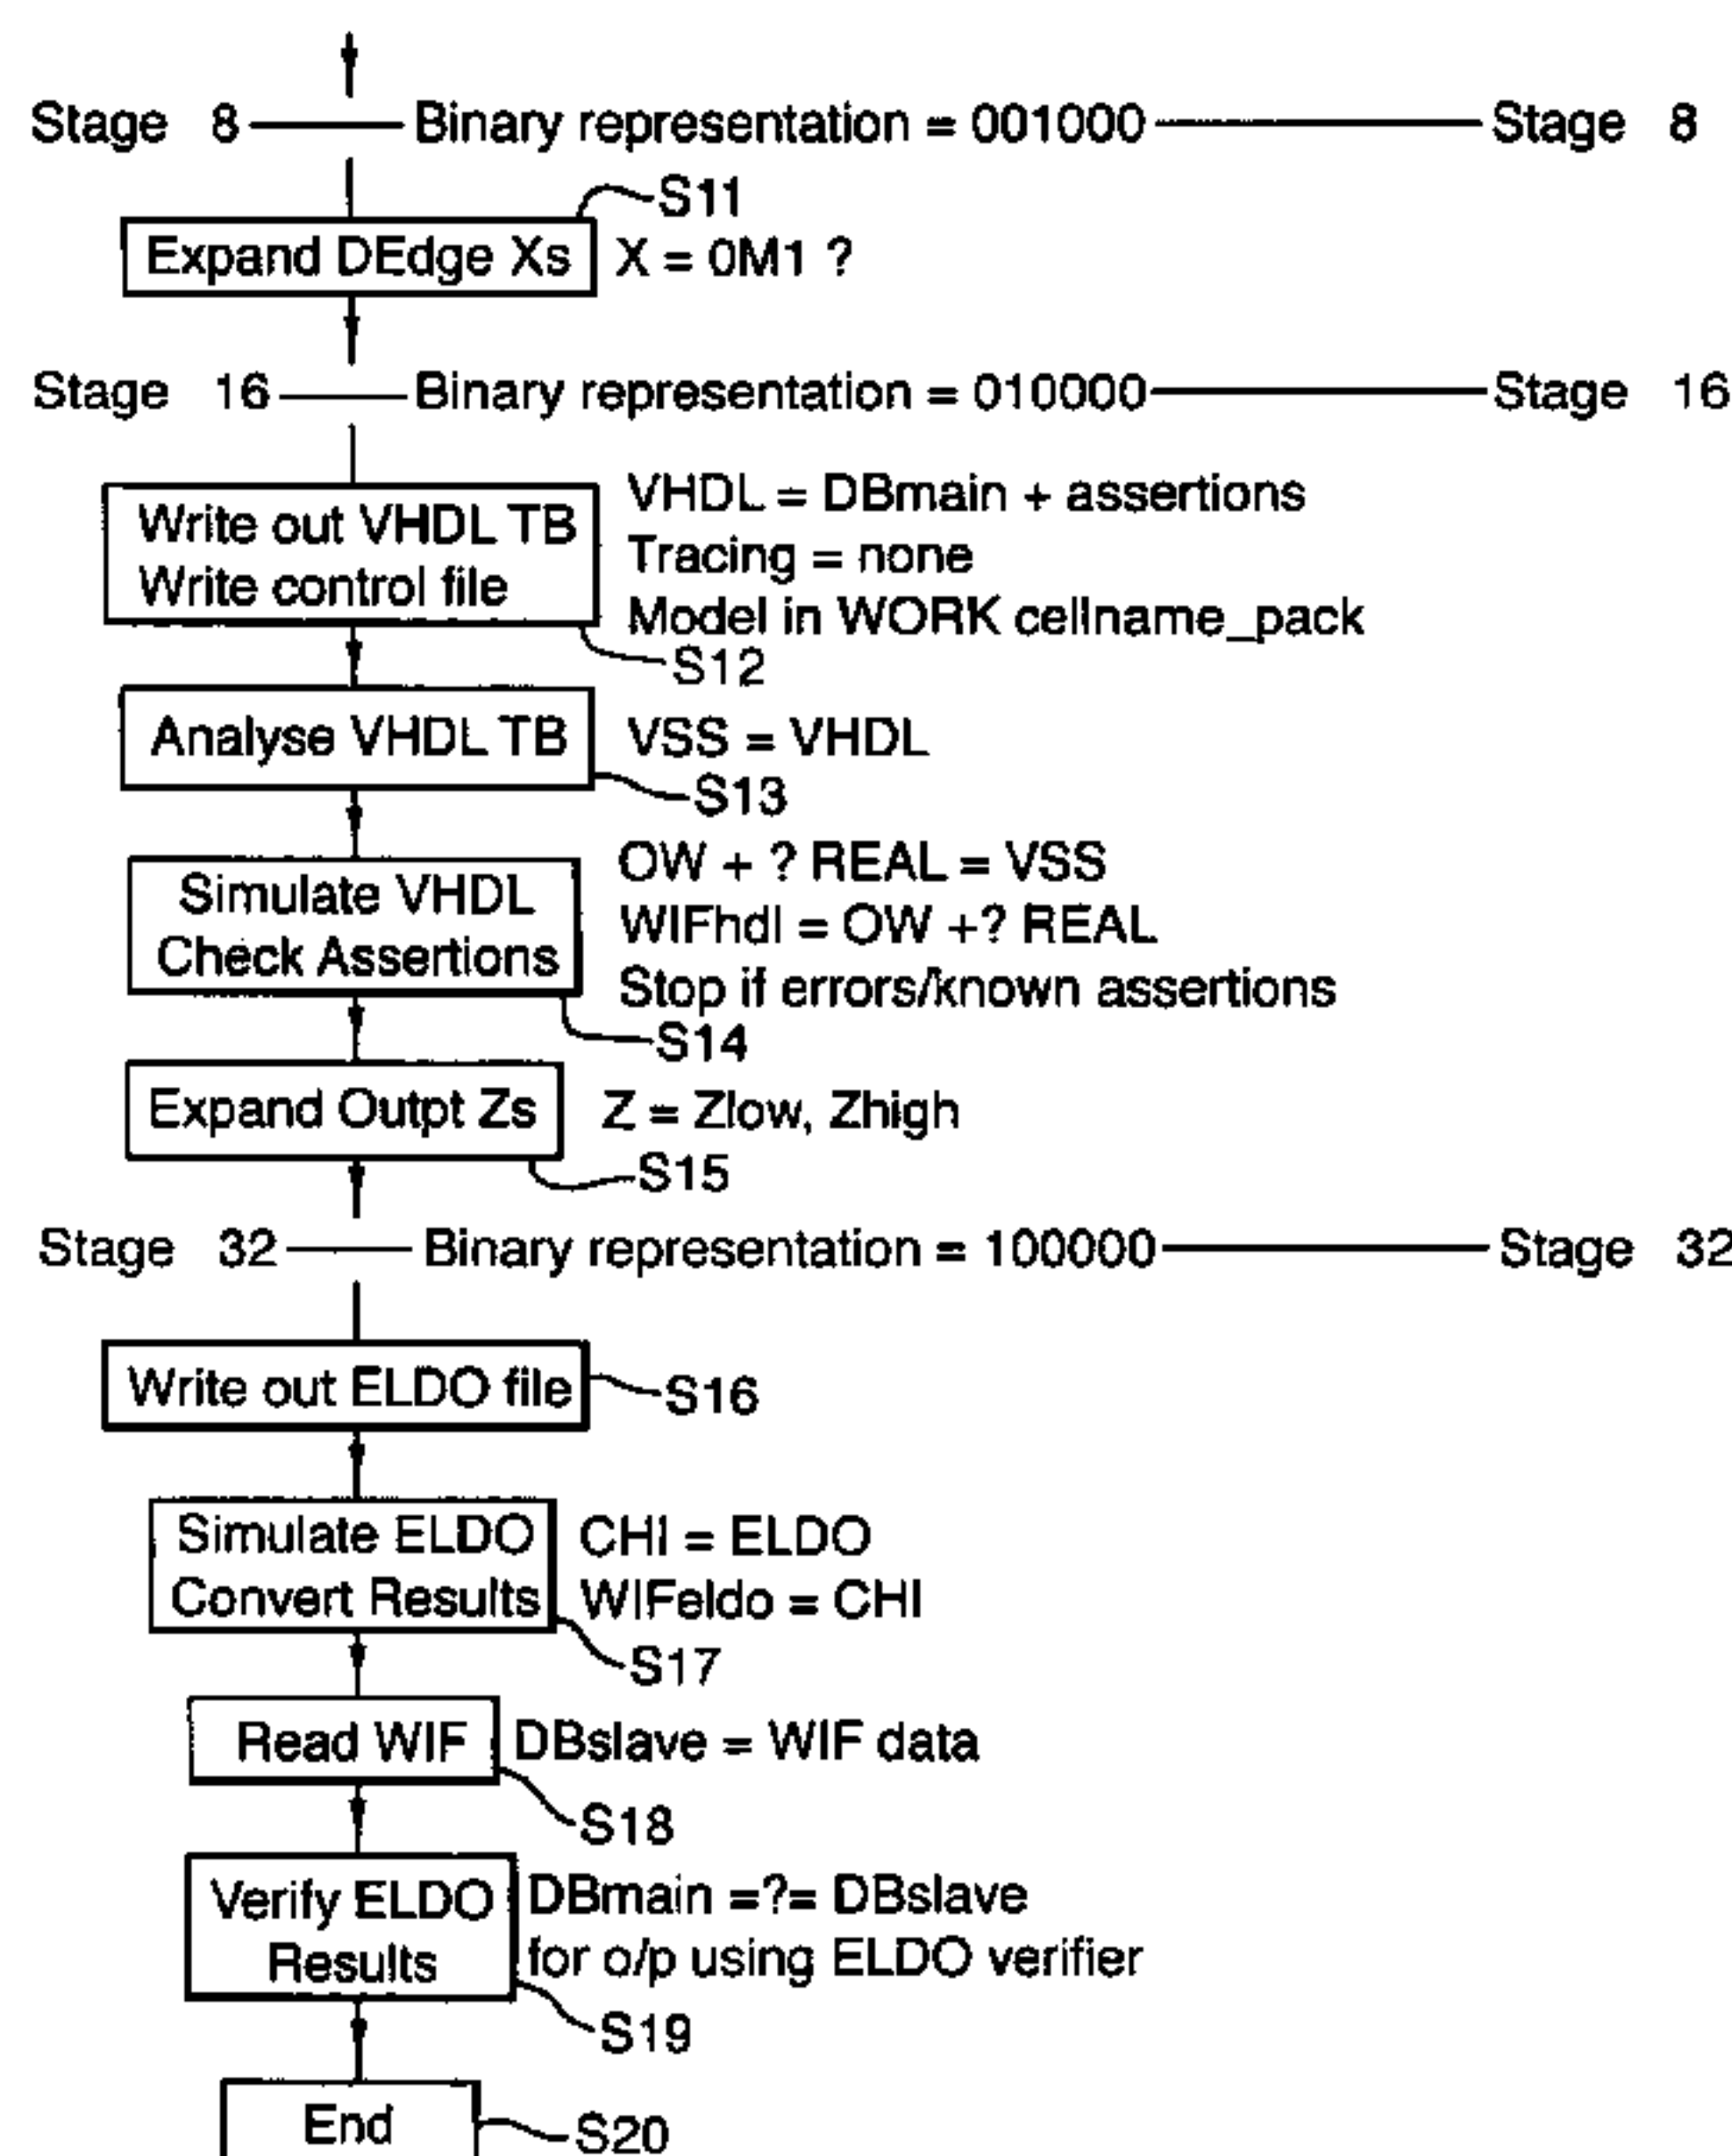 Stage 8 Binary representation = 001000 Stage 8
S11
Expand DEdge Xs X = 0M1 ?
Stage 16 Binary representation = 010000 Stage 16
Write out VHDL TB
Write control file
VHDL = DBmain + assertions
Tracing = none
Model in WORK cellname_pack
S12
Analyse VHDL TB VSS = VHDL
S13
Simulate VHDL
Check Assertions
OW + ? REAL = VSS
WIFhdl = OW +? REAL
Stop if errors/known assertions
S14
Expand Outpt Zs Z = Zlow, Zhigh
S15
Stage 32 Binary representation = 100000 Stage 32
Write out ELDO file S16
Simulate ELDO
Convert Results
CHI = ELDO
WIFeldo = CHI
S17
Read WIF DBslave = WIF data
S18
Verify ELDO
Results
DBmain =?= DBslave
for o/p using ELDO verifier
S19
End S20